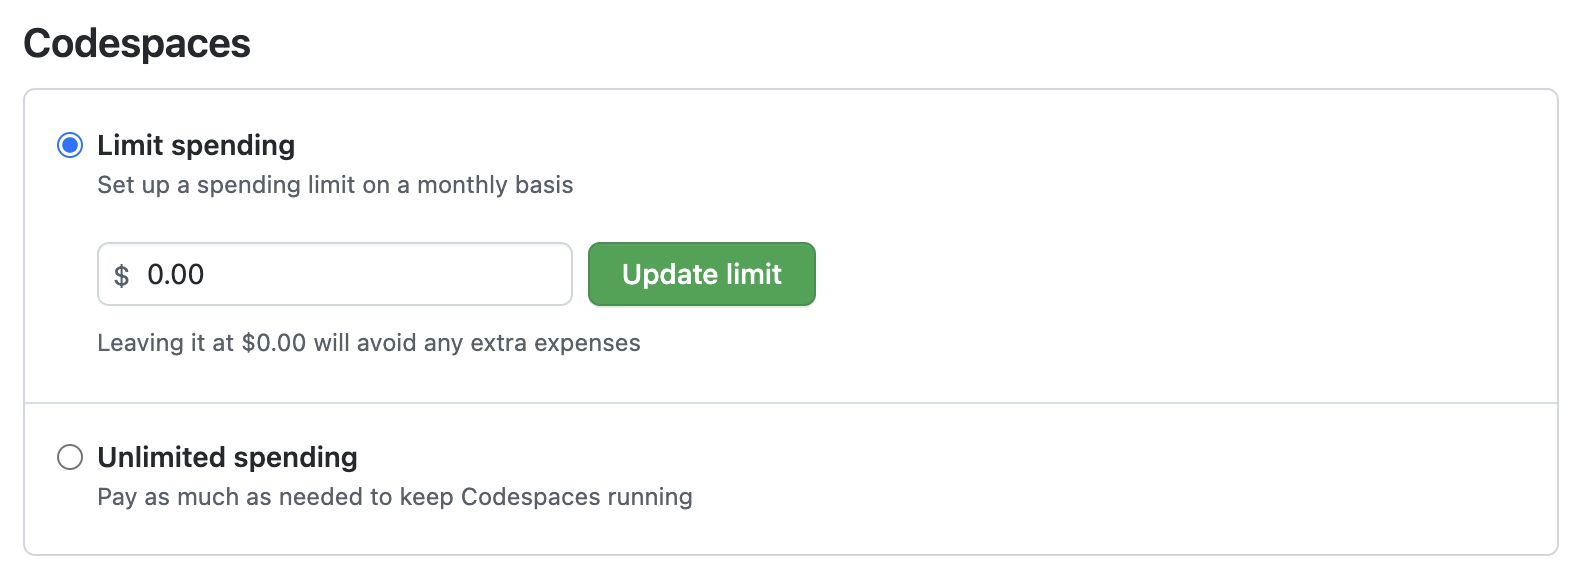 Codespaces
Limit spending
Set up a spending limit on a monthly basis
$ 0.00
Update limit
Leaving it at $0.00 will avoid any extra expenses
Unlimited spending
Pay as much as needed to keep Codespaces running